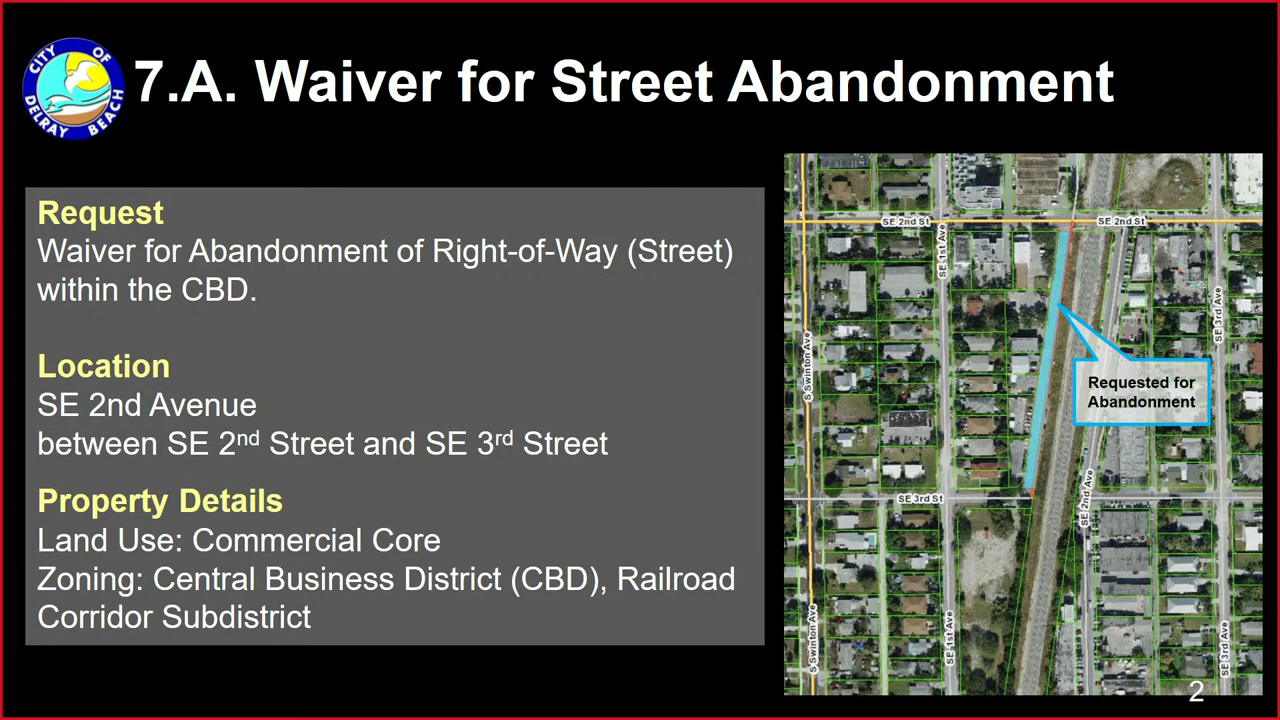 CITY OF
DELRAY BEACH
7.A. Waiver for Street Abandonment
Request
Waiver for Abandonment of Right-of-Way (Street)
within the CBD.
Location
SE 2nd Avenue
between SE 2nd Street and SE 3rd Street
Property Details
Land Use: Commercial Core
Zoning: Central Business District (CBD), Railroad
Corridor Subdistrict
SE 2nd St
SE 2nd St
SE 1st Ave
SE 3rd Ave
S Swinton Ave
Requested for
Abandonment
SE 3rd St
SE 2nd Ave
S Swinton Ave
SE 1st Ave
SE 3rd Ave
2